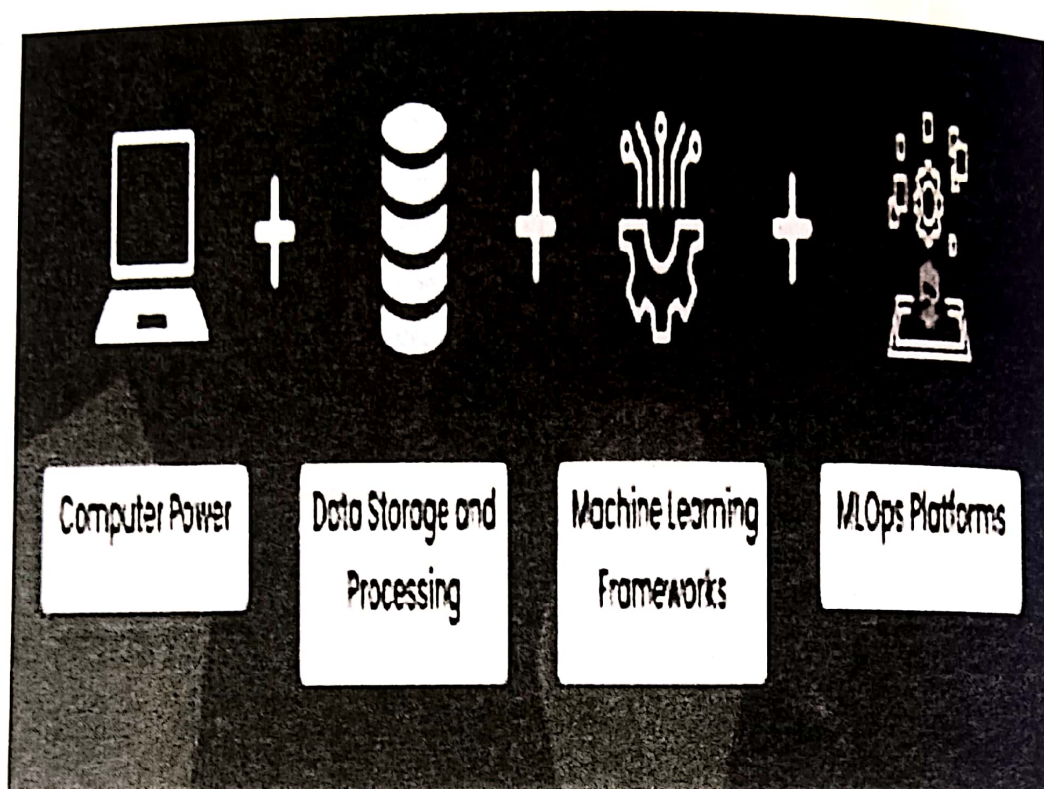 Computer Power
Data Storage and
Processing
Machine Learning
Frameworks
MLOps Platforms